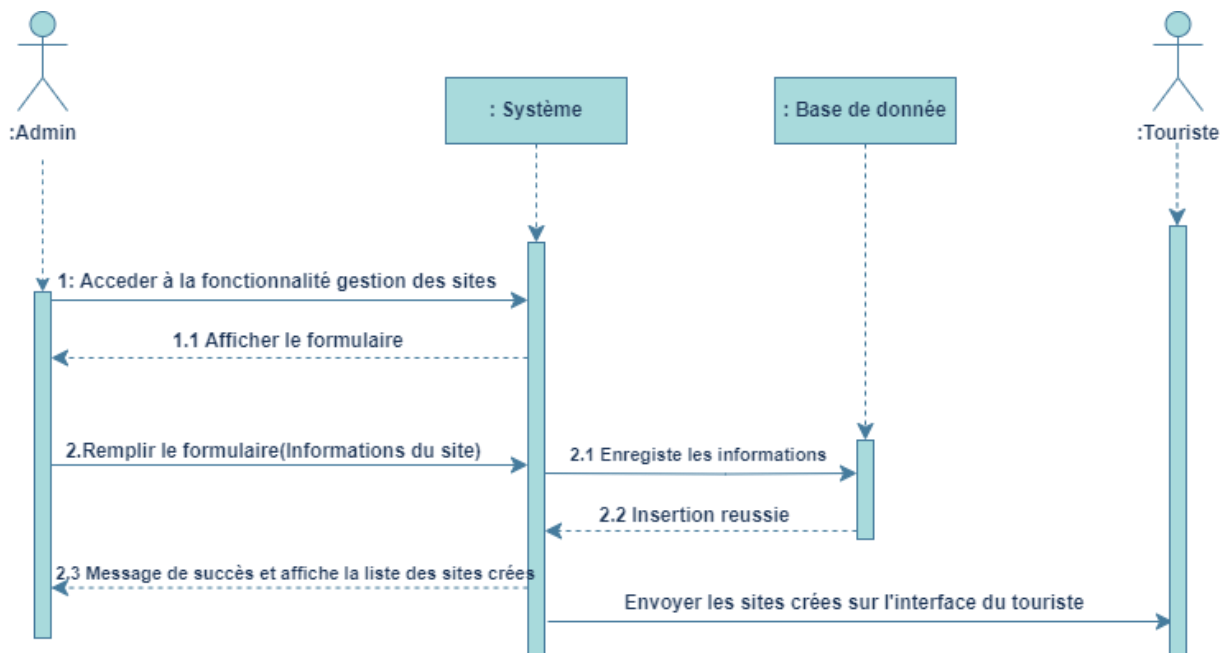 : Système
: Base de donnée
:Admin
:Touriste
1: Acceder à la fonctionnalité gestion des sites
1.1 Afficher le formulaire
2.Remplir le formulaire(Informations du site)
2.1 Enregiste les informations
2.2 Insertion reussie
2.3 Message de succès et affiche la liste des sites crées
Envoyer les sites crées sur l'interface du touriste